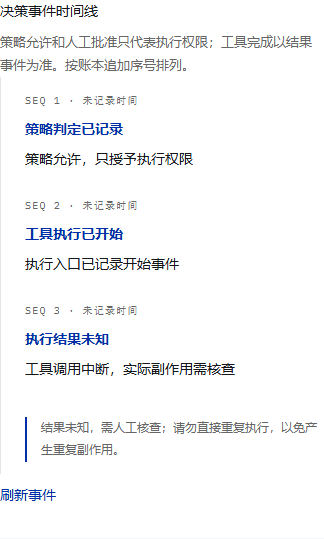 决策事件时间线
策略允许和人工批准只代表执行权限；工具完成以结果
事件为准。按账本追加序号排列。
SEQ 1 · 未记录时间
策略判定已记录
策略允许，只授予执行权限
SEQ 2 · 未记录时间
工具执行已开始
执行入口已记录开始事件
SEQ 3 · 未记录时间
执行结果未知
工具调用中断，实际副作用需核查
结果未知，需人工核查；请勿直接重复执行，以免产
生重复副作用。
刷新事件